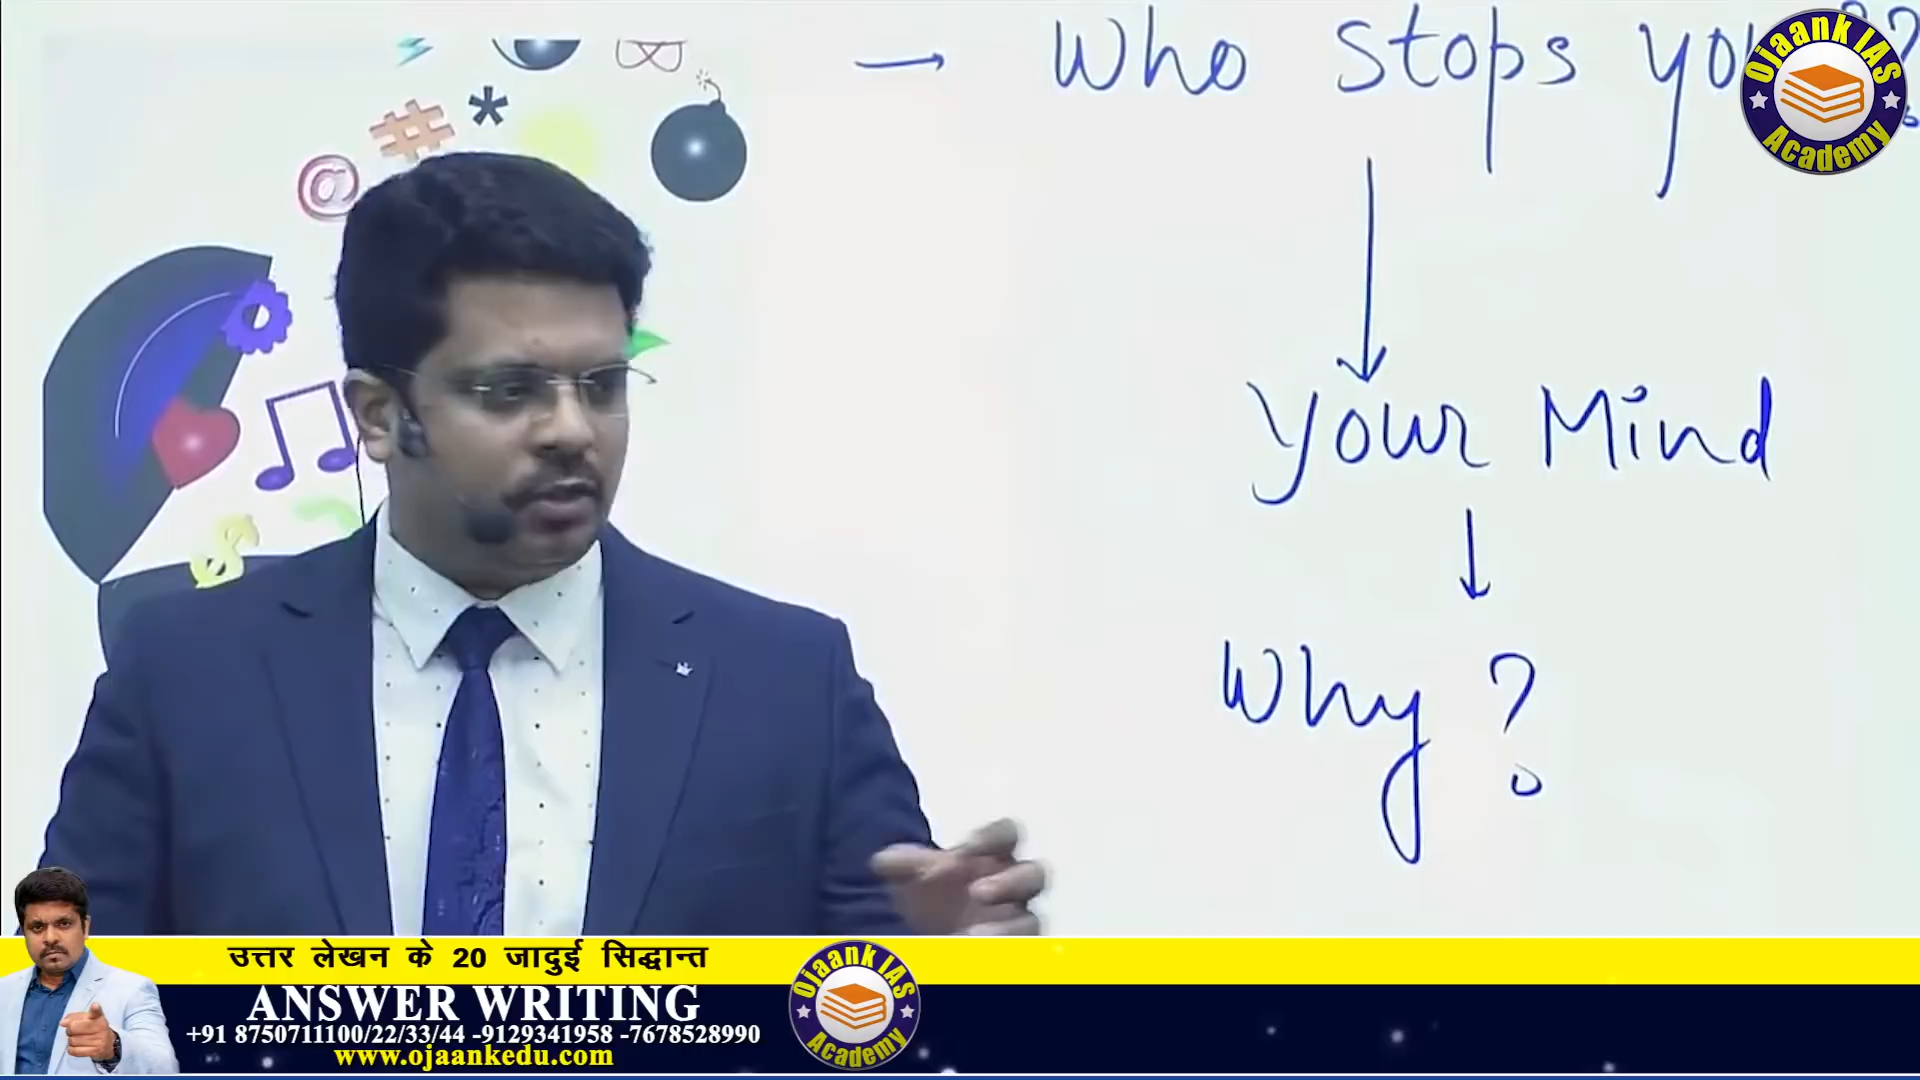 → Who stops you ?
Ojaank IAS
Academy
@ # *
$
Your Mind
Why ?
उत्तर लेखन के 20 जादुई सिद्धान्त
ANSWER WRITING
+91 8750711100/22/33/44 -9129341958 -7678528990
www.ojaankedu.com
Ojaank IAS
Academy